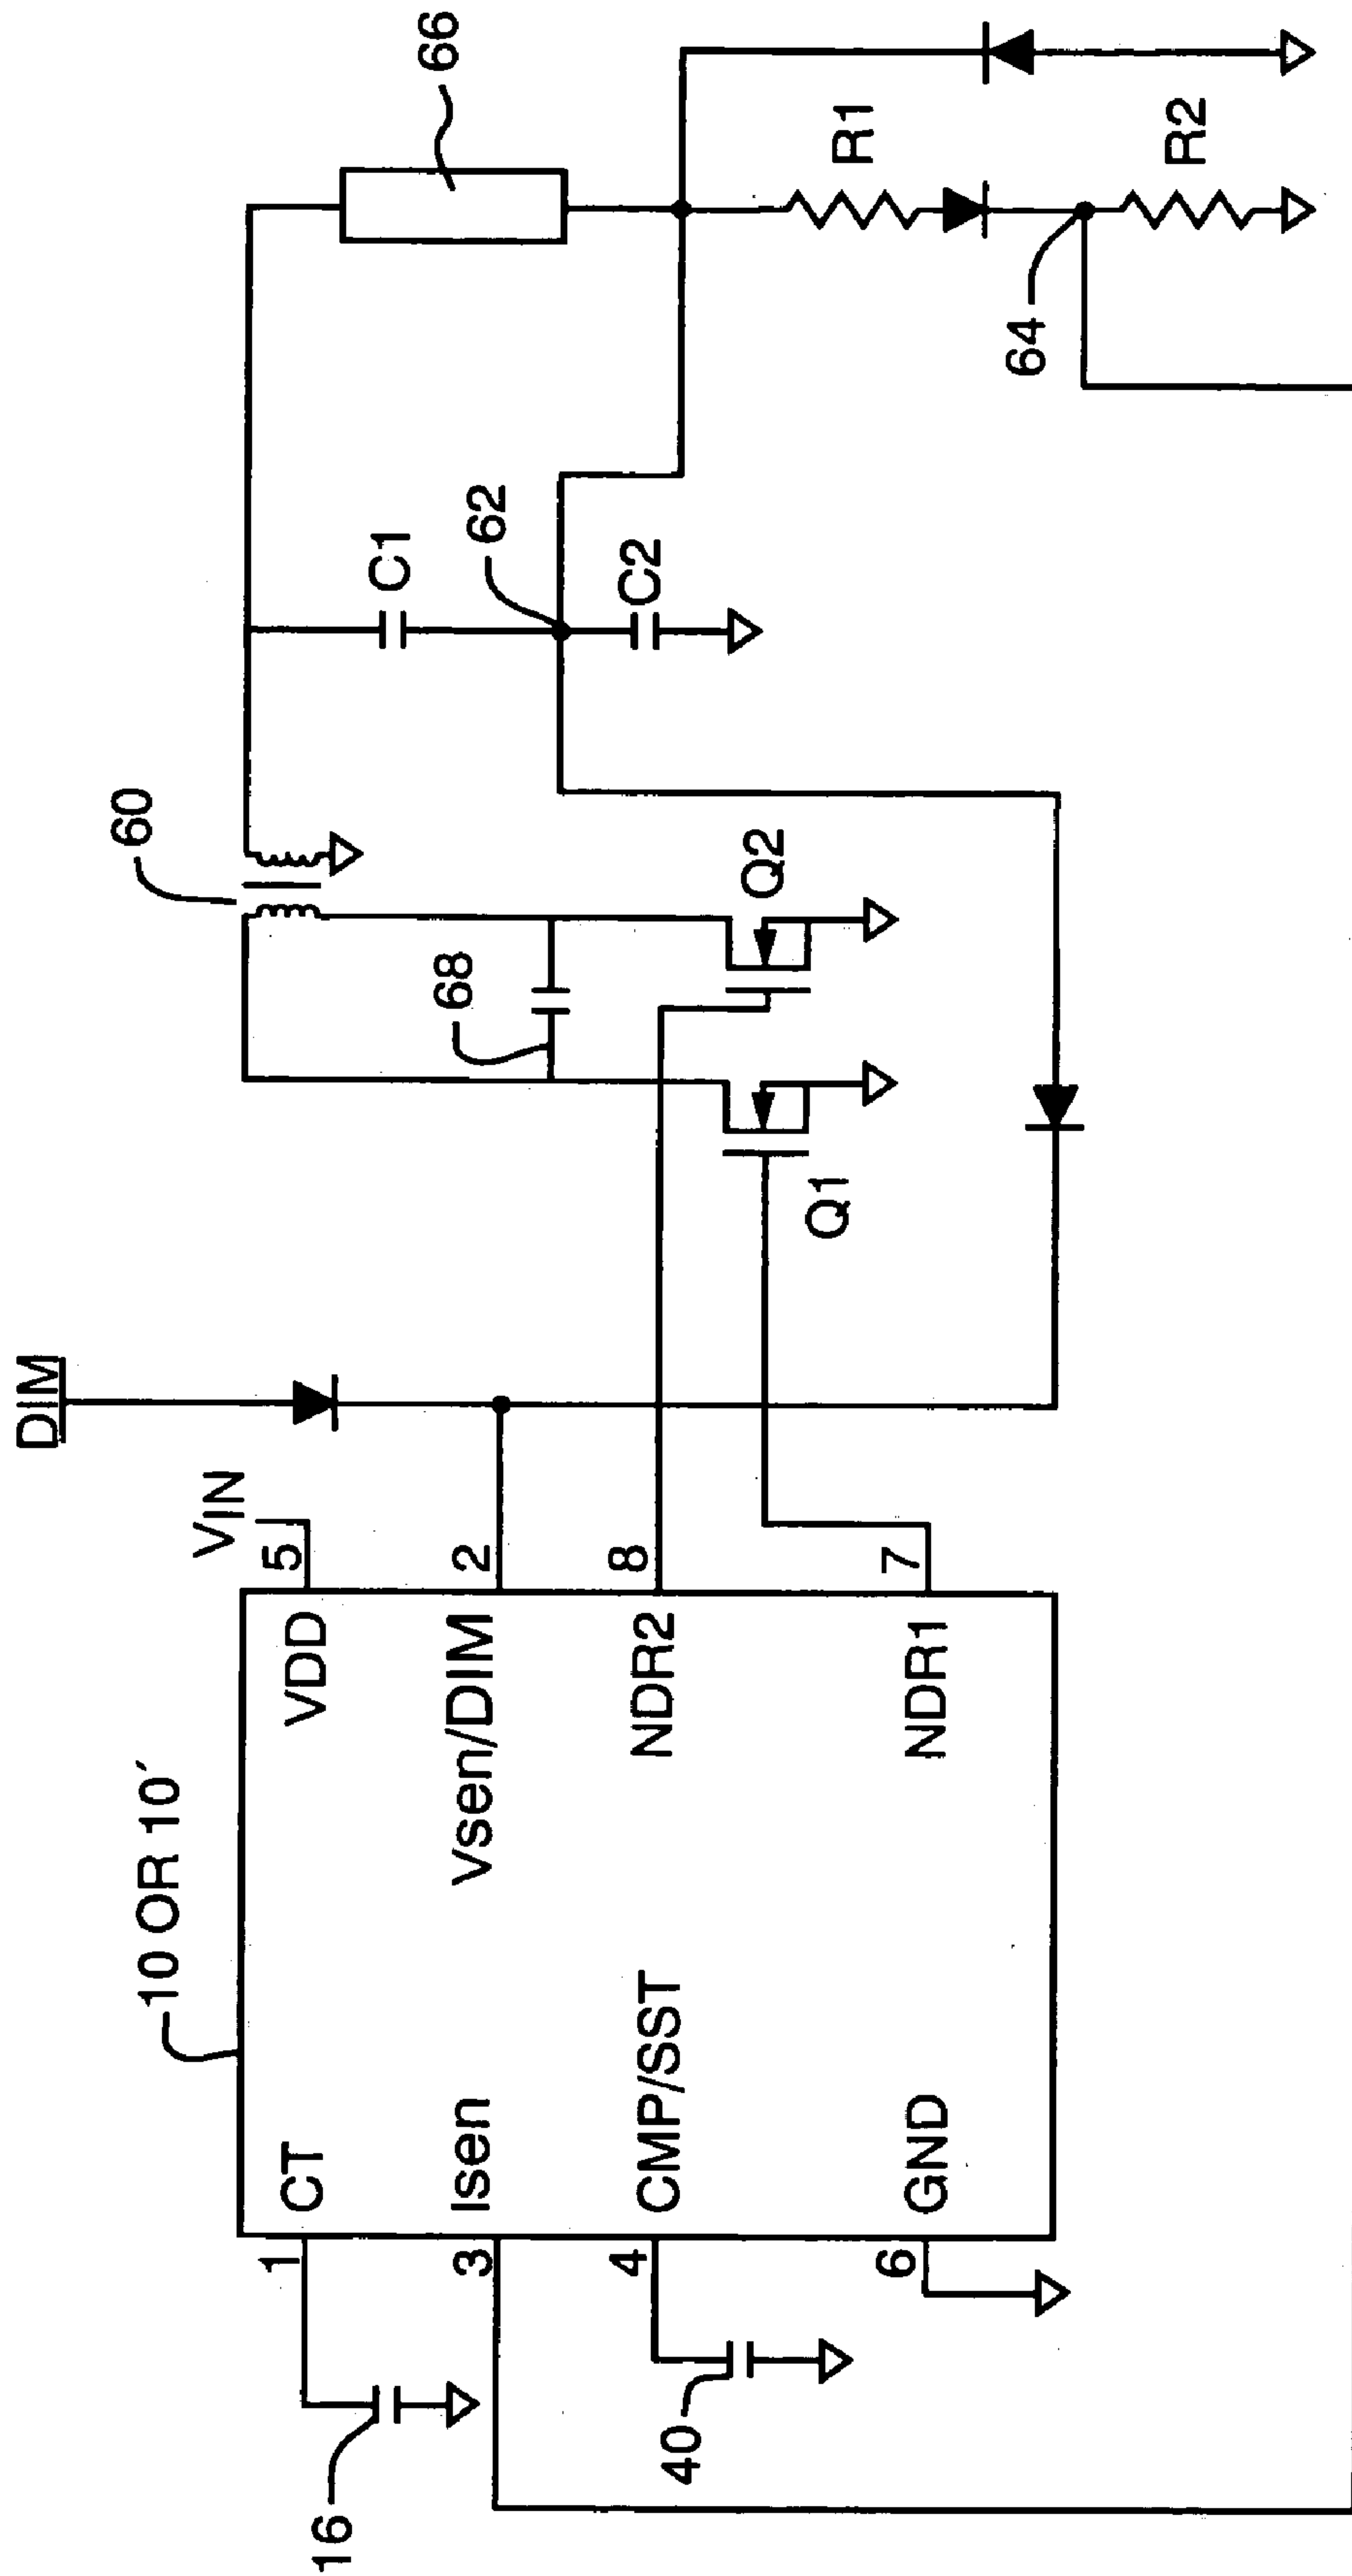 DIM
60
66
10 OR 10′
VIN
5
VDD
CT
1
16
Vsen/DIM
2
Isen
3
68
62
C1
C2
NDR2
8
CMP/SST
4
40
Q2
Q1
R1
64
R2
NDR1
7
GND
6